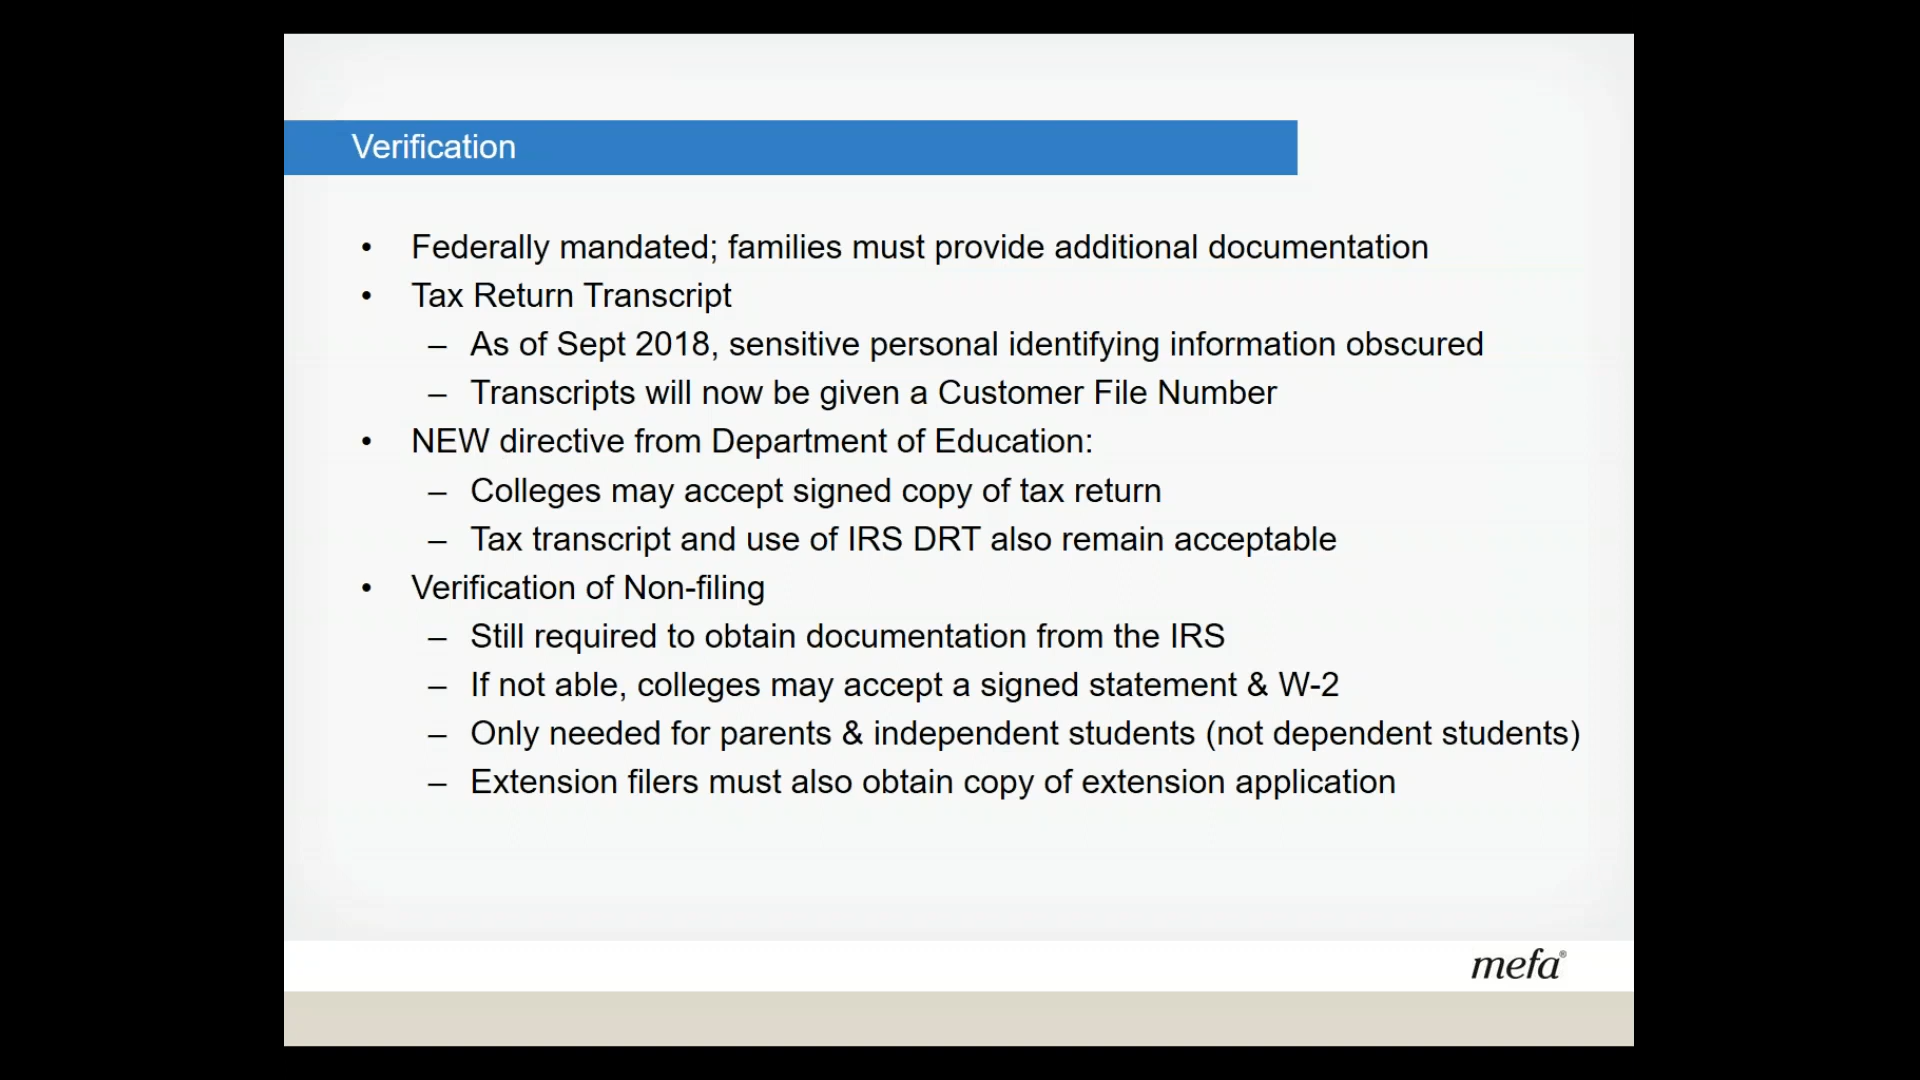 Verification
• Federally mandated; families must provide additional documentation
• Tax Return Transcript
– As of Sept 2018, sensitive personal identifying information obscured
– Transcripts will now be given a Customer File Number
• NEW directive from Department of Education:
– Colleges may accept signed copy of tax return
– Tax transcript and use of IRS DRT also remain acceptable
• Verification of Non-filing
– Still required to obtain documentation from the IRS
– If not able, colleges may accept a signed statement & W-2
– Only needed for parents & independent students (not dependent students)
– Extension filers must also obtain copy of extension application
mefa®